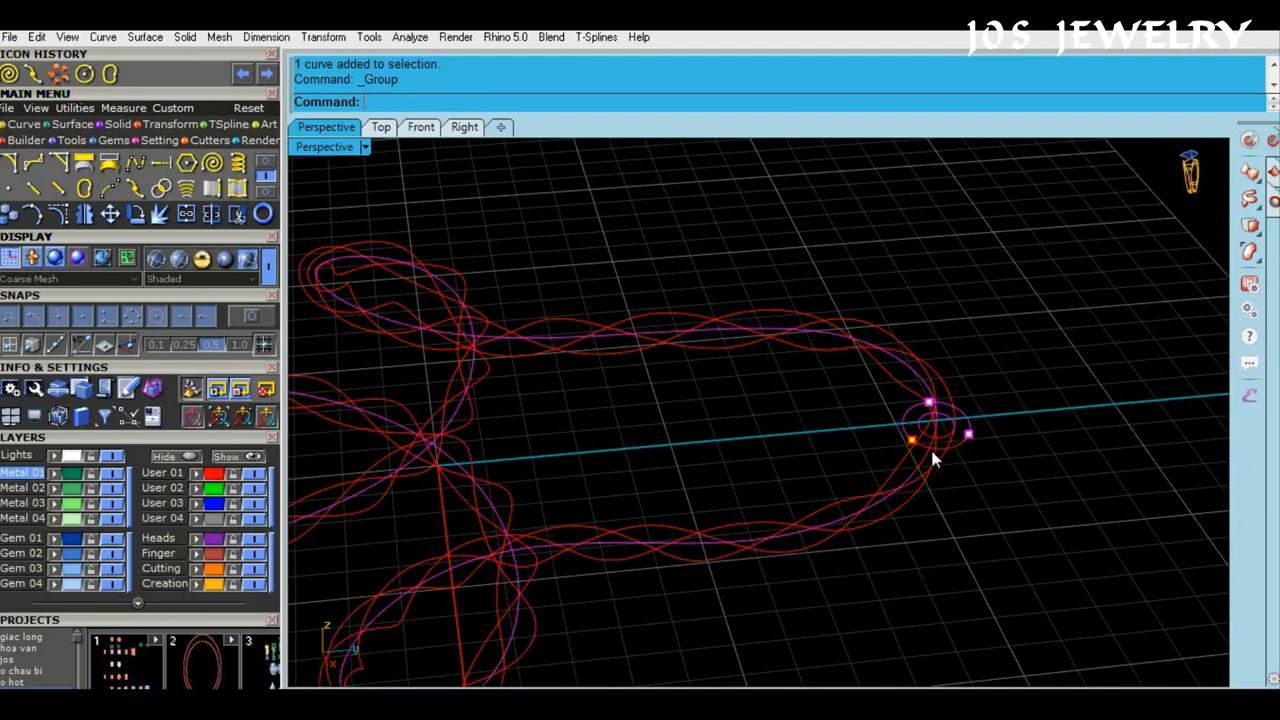 JOS JEWELRY
File Edit View Curve Surface Solid Mesh Dimension Transform Tools Analyze Render Rhino 5.0 Blend T-Splines Help
ICON HISTORY
1 curve added to selection.
Command: _Group
Command:
MAIN MENU
File View Utilities Measure Custom Reset
Curve Surface Solid Transform TSpline Art
Builder Tools Gems Setting Cutters Render
Perspective Top Front Right
Perspective
DISPLAY
Coarse Mesh Shaded
SNAPS
0.1 0.25 0.5 1.0
INFO & SETTINGS
LAYERS
Lights Hide Show
Metal 01 User 01
Metal 02 User 02
Metal 03 User 03
Metal 04 User 04
Gem 01 Heads
Gem 02 Finger
Gem 03 Cutting
Gem 04 Creation
PROJECTS
giac long
hoa van
jos
o chau bi
o hot
1 2 3
z
y
x